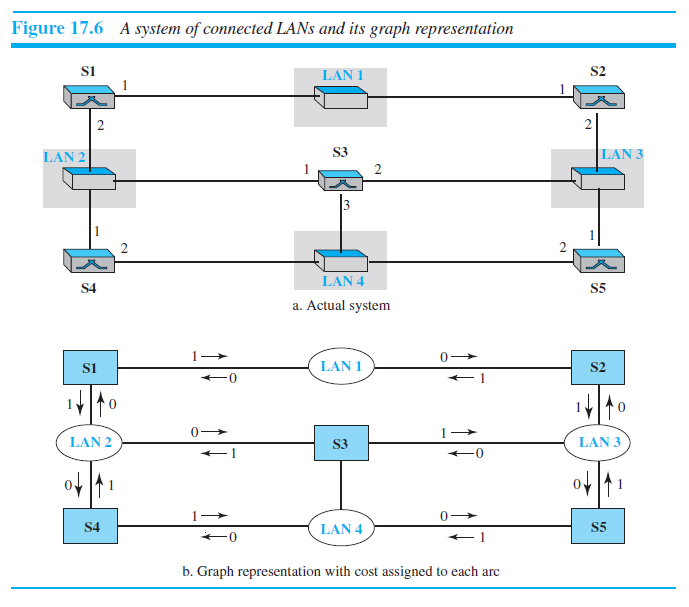 Figure 17.6 A system of connected LANs and its graph representation
S1 LAN 1 S2
1 1
2 2
LAN 2 S3 LAN 3
1 2
3
1 1
2 2
LAN 4
S4 S5
a. Actual system
1 0
S1 LAN 1 S2
0 1
1 0 1 0
0 1
LAN 2 S3 LAN 3
1 0
0 1 0 1
1 0
S4 LAN 4 S5
0 1
b. Graph representation with cost assigned to each arc